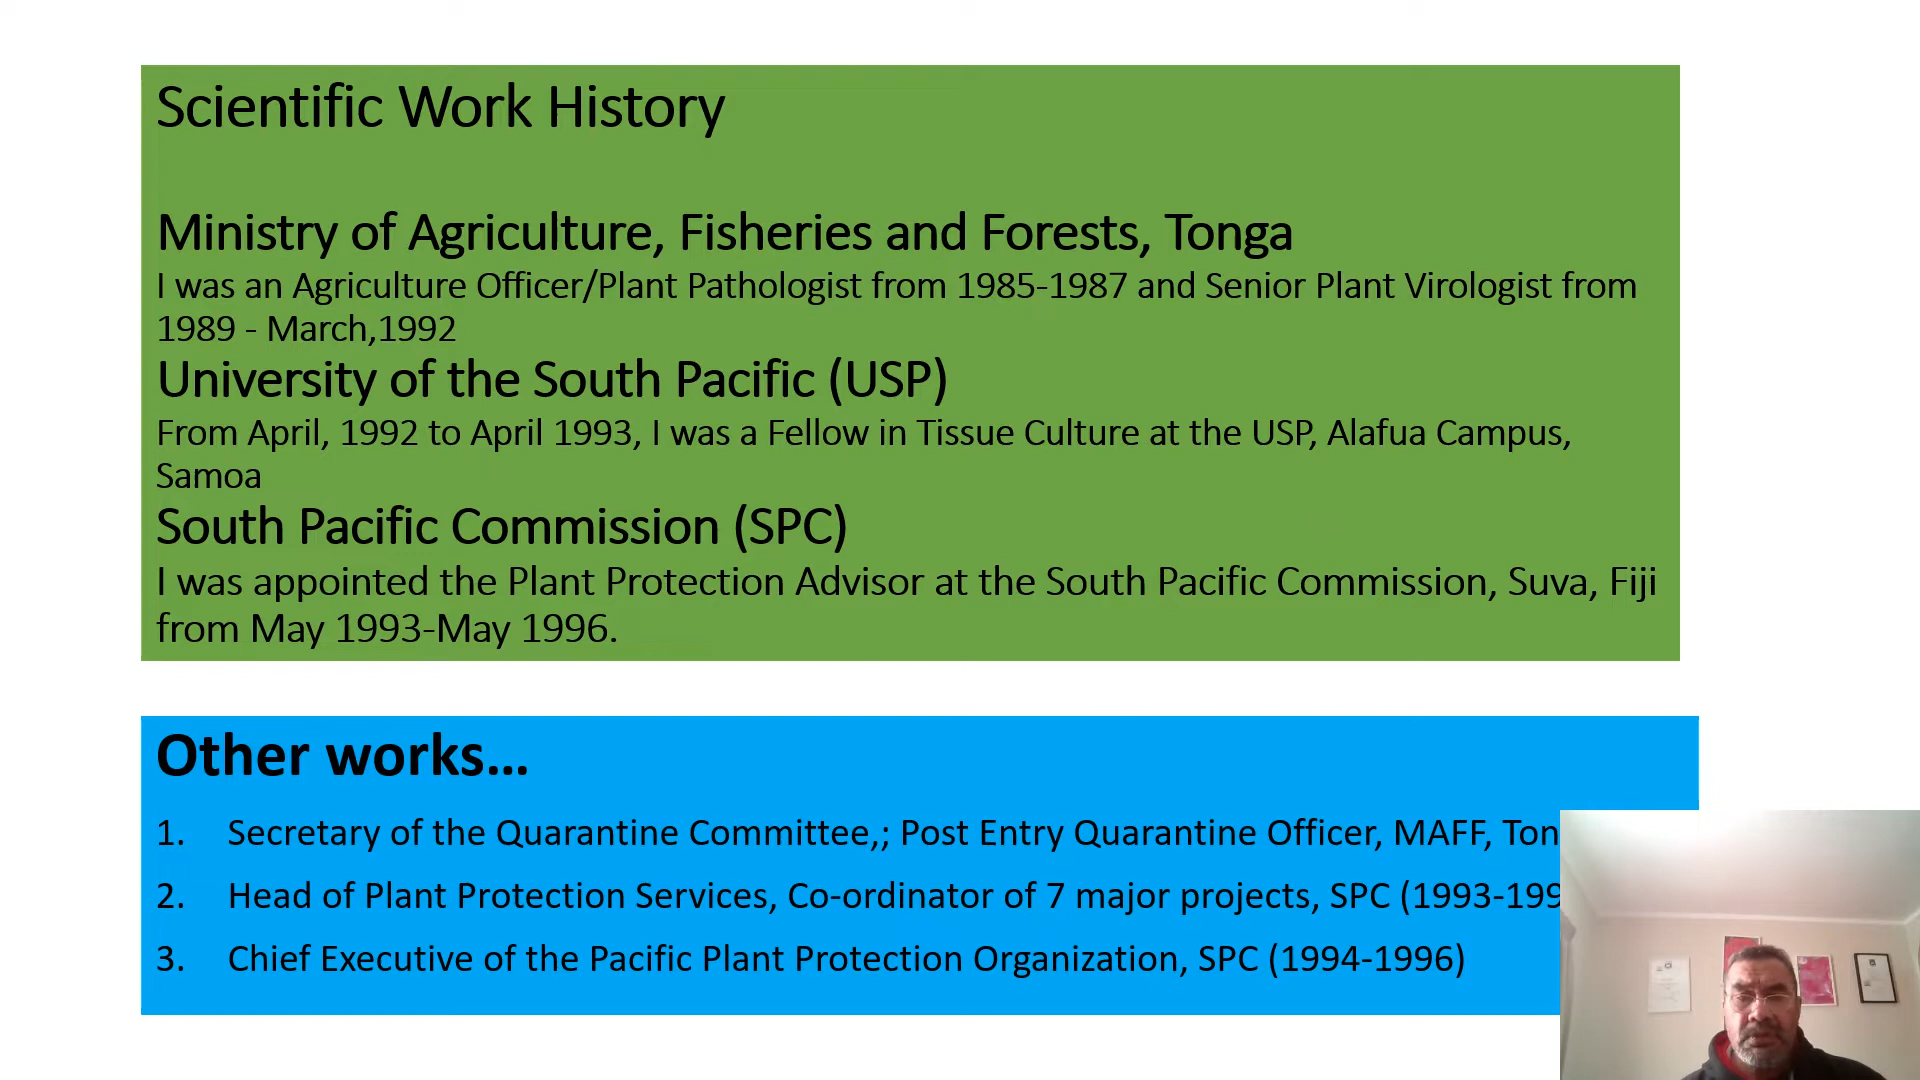 Scientific Work History
Ministry of Agriculture, Fisheries and Forests, Tonga
I was an Agriculture Officer/Plant Pathologist from 1985-1987 and Senior Plant Virologist from
1989 - March,1992
University of the South Pacific (USP)
From April, 1992 to April 1993, I was a Fellow in Tissue Culture at the USP, Alafua Campus,
Samoa
South Pacific Commission (SPC)
I was appointed the Plant Protection Advisor at the South Pacific Commission, Suva, Fiji
from May 1993-May 1996.
Other works...
1. Secretary of the Quarantine Committee,; Post Entry Quarantine Officer, MAFF, Ton
2. Head of Plant Protection Services, Co-ordinator of 7 major projects, SPC (1993-199
3. Chief Executive of the Pacific Plant Protection Organization, SPC (1994-1996)